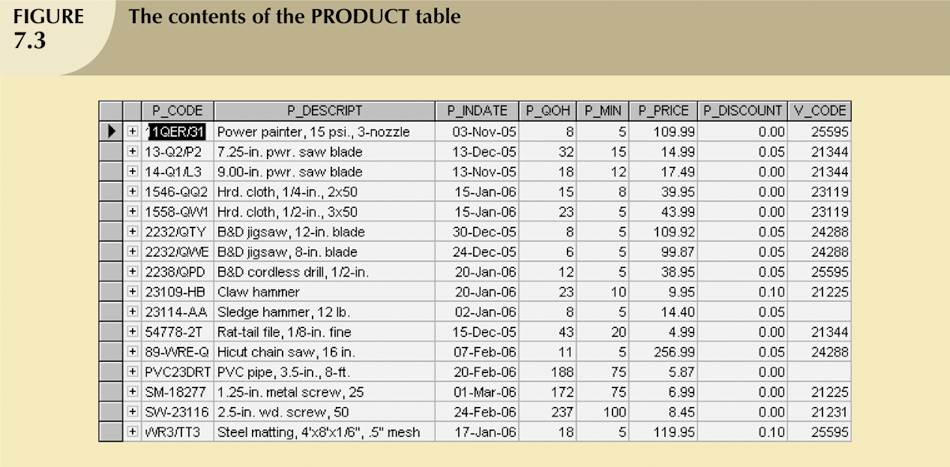 FIGURE The contents of the PRODUCT table
7.3
P_CODE P_DESCRIPT P_INDATE P_QOH P_MIN P_PRICE P_DISCOUNT V_CODE
11QER/31 Power painter, 15 psi., 3-nozzle 03-Nov-05 8 5 109.99 0.00 25595
13-Q2/P2 7.25-in. pwr. saw blade 13-Dec-05 32 15 14.99 0.05 21344
14-Q1/L3 9.00-in. pwr. saw blade 13-Nov-05 18 12 17.49 0.00 21344
1546-QQ2 Hrd. cloth, 1/4-in., 2x50 15-Jan-06 15 8 39.95 0.00 23119
1558-QW1 Hrd. cloth, 1/2-in., 3x50 15-Jan-06 23 5 43.99 0.00 23119
2232/QTY B&D jigsaw, 12-in. blade 30-Dec-05 8 5 109.92 0.05 24288
2232/QWE B&D jigsaw, 8-in. blade 24-Dec-05 6 5 99.87 0.05 24288
2238/QPD B&D cordless drill, 1/2-in. 20-Jan-06 12 5 38.95 0.05 25595
23109-HB Claw hammer 20-Jan-06 23 10 9.95 0.10 21225
23114-AA Sledge hammer, 12 lb. 02-Jan-06 8 5 14.40 0.05
54778-2T Rat-tail file, 1/8-in. fine 15-Dec-05 43 20 4.99 0.00 21344
89-WRE-Q Hicut chain saw, 16 in. 07-Feb-06 11 5 256.99 0.05 24288
PVC23DRT PVC pipe, 3.5-in., 8-ft. 20-Feb-06 188 75 5.87 0.00
SM-18277 1.25-in. metal screw, 25 01-Mar-06 172 75 6.99 0.00 21225
SW-23116 2.5-in. wd. screw, 50 24-Feb-06 237 100 8.45 0.00 21231
WR3/TT3 Steel matting, 4'x8'x1/6", .5" mesh 17-Jan-06 18 5 119.95 0.10 25595